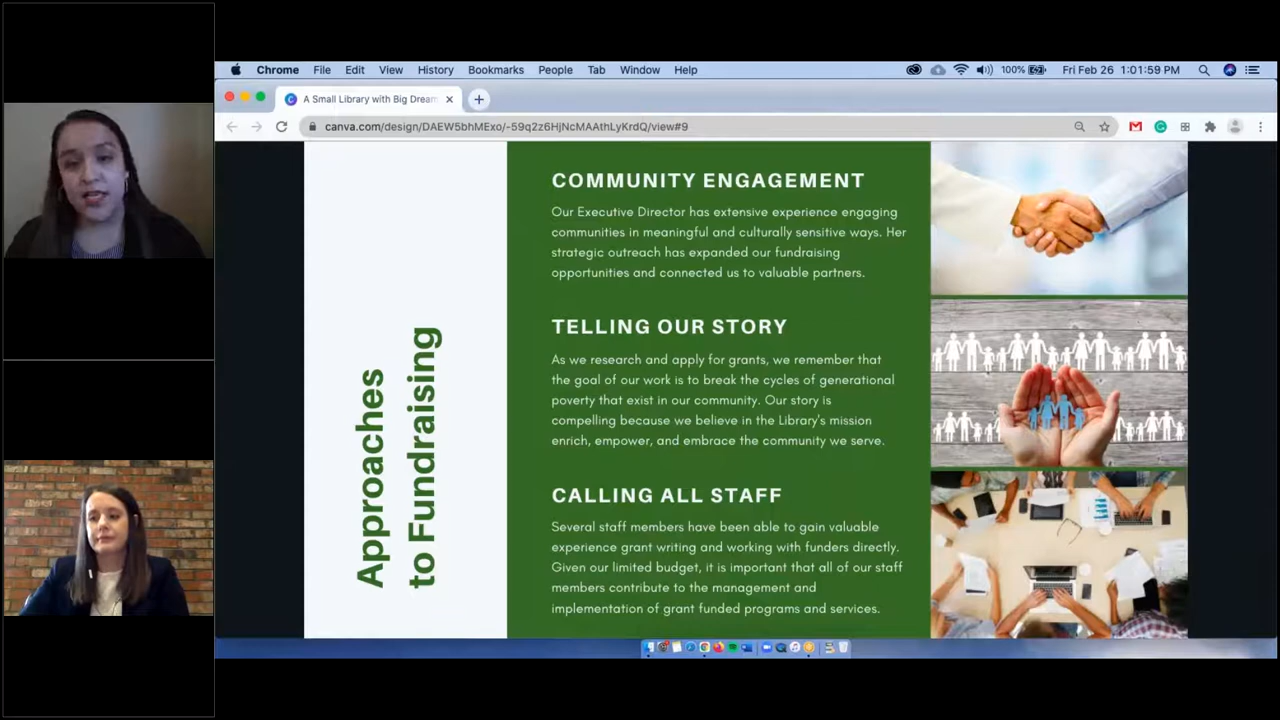 Chrome File Edit View History Bookmarks People Tab Window Help 100% Fri Feb 26 1:01:59 PM
A Small Library with Big Dream
canva.com/design/DAEW5bhMExo/-59q2z6HjNcMAAthLyKrdQ/view#9
Approaches
to Fundraising
COMMUNITY ENGAGEMENT
Our Executive Director has extensive experience engaging
communities in meaningful and culturally sensitive ways. Her
strategic outreach has expanded our fundraising
opportunities and connected us to valuable partners.
TELLING OUR STORY
As we research and apply for grants, we remember that
the goal of our work is to break the cycles of generational
poverty that exist in our community. Our story is
compelling because we believe in the Library's mission
enrich, empower, and embrace the community we serve.
CALLING ALL STAFF
Several staff members have been able to gain valuable
experience grant writing and working with funders directly.
Given our limited budget, it is important that all of our staff
members contribute to the management and
implementation of grant funded programs and services.